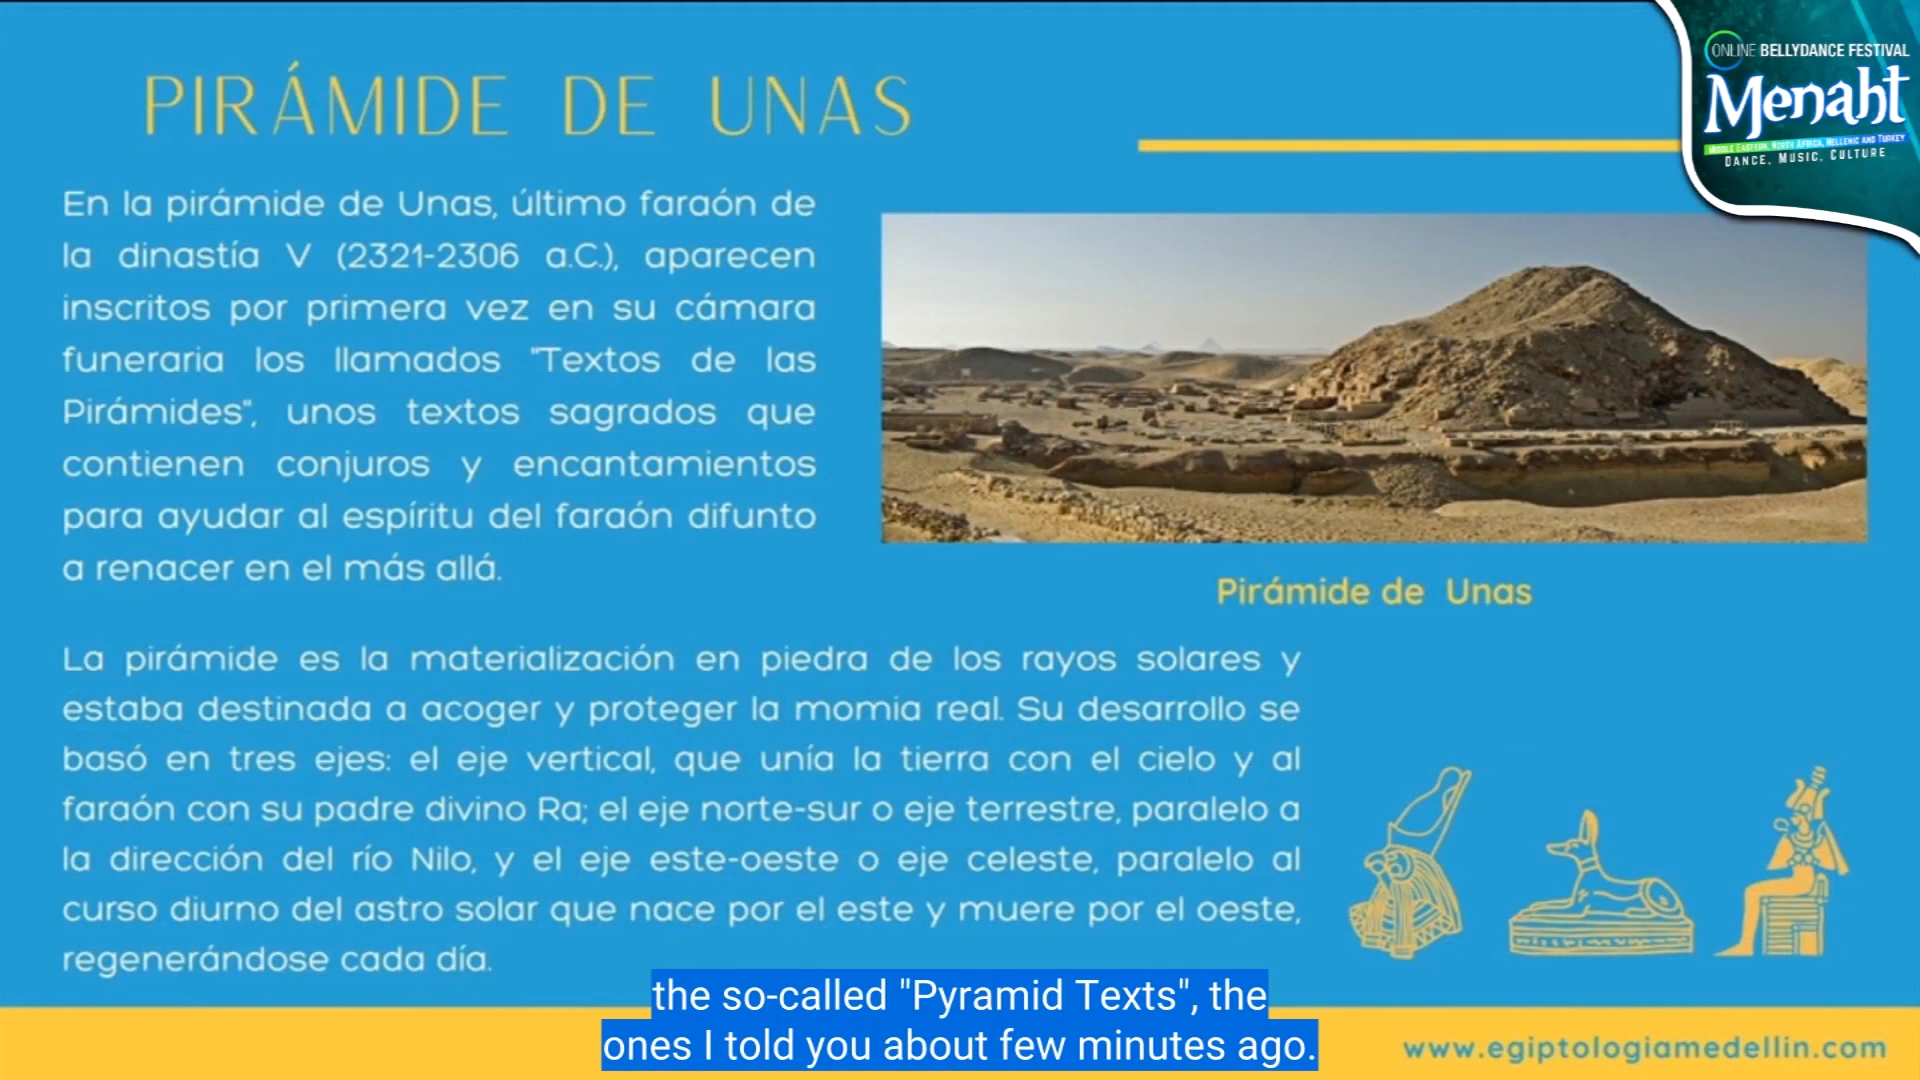 PIRÁMIDE DE UNAS
ONLINE BELLYDANCE FESTIVAL
Menaht
MIDDLE EASTERN, NORTH AFRICA, HELLENIC AND TURKEY
DANCE, MUSIC, CULTURE
En la pirámide de Unas, último faraón de
la dinastía V (2321-2306 a.C.), aparecen
inscritos por primera vez en su cámara
funeraria los llamados "Textos de las
Pirámides", unos textos sagrados que
contienen conjuros y encantamientos
para ayudar al espíritu del faraón difunto
a renacer en el más allá.
Pirámide de Unas
La pirámide es la materialización en piedra de los rayos solares y
estaba destinada a acoger y proteger la momia real. Su desarrollo se
basó en tres ejes: el eje vertical, que unía la tierra con el cielo y al
faraón con su padre divino Ra; el eje norte-sur o eje terrestre, paralelo a
la dirección del río Nilo, y el eje este-oeste o eje celeste, paralelo al
curso diurno del astro solar que nace por el este y muere por el oeste,
regenerándose cada día.
the so-called "Pyramid Texts", the
ones I told you about few minutes ago.
www.egiptologiamedellin.com